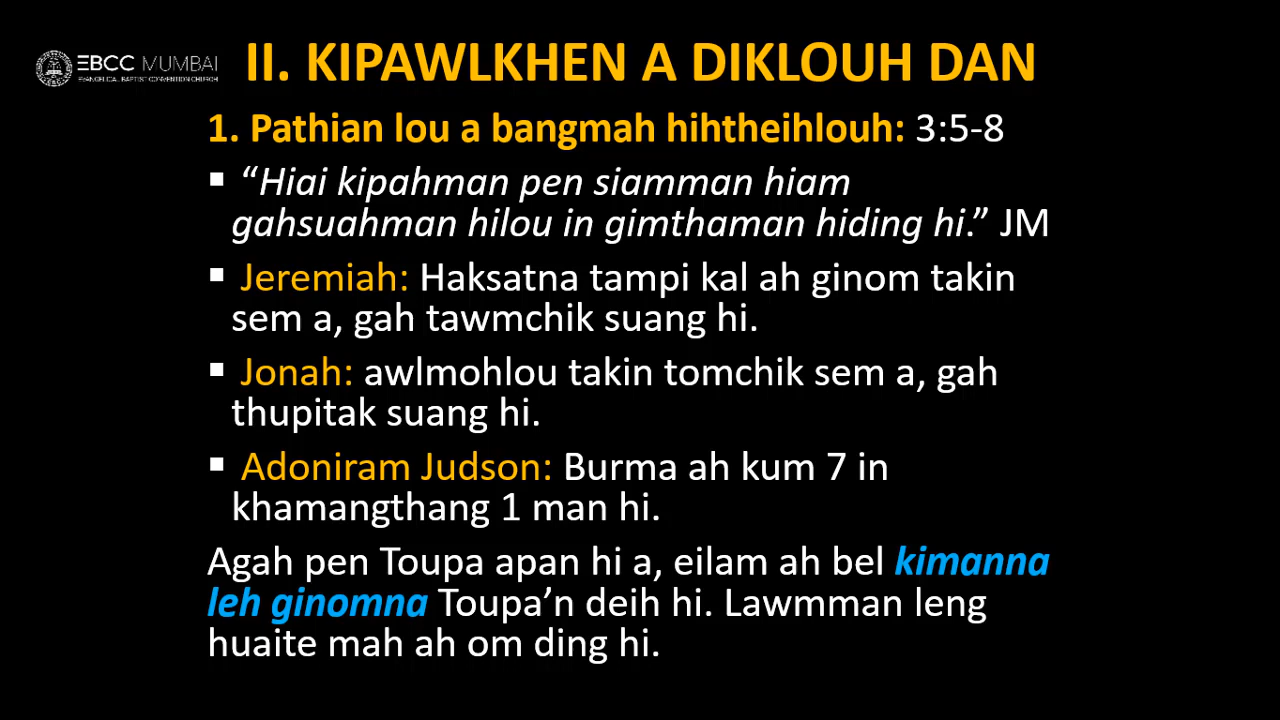 EBCC MUMBAI
EVANGELICAL BAPTIST CONVENTION CHURCH
II. KIPAWLKHEN A DIKLOUH DAN
1. Pathian lou a bangmah hihtheihlouh: 3:5-8
▪ “Hiai kipahman pen siamman hiam
gahsuahman hilou in gimthaman hiding hi.” JM
▪ Jeremiah: Haksatna tampi kal ah ginom takin
sem a, gah tawmchik suang hi.
▪ Jonah: awlmohlou takin tomchik sem a, gah
thupitak suang hi.
▪ Adoniram Judson: Burma ah kum 7 in
khamangthang 1 man hi.
Agah pen Toupa apan hi a, eilam ah bel kimanna
leh ginomna Toupa’n deih hi. Lawmman leng
huaite mah ah om ding hi.